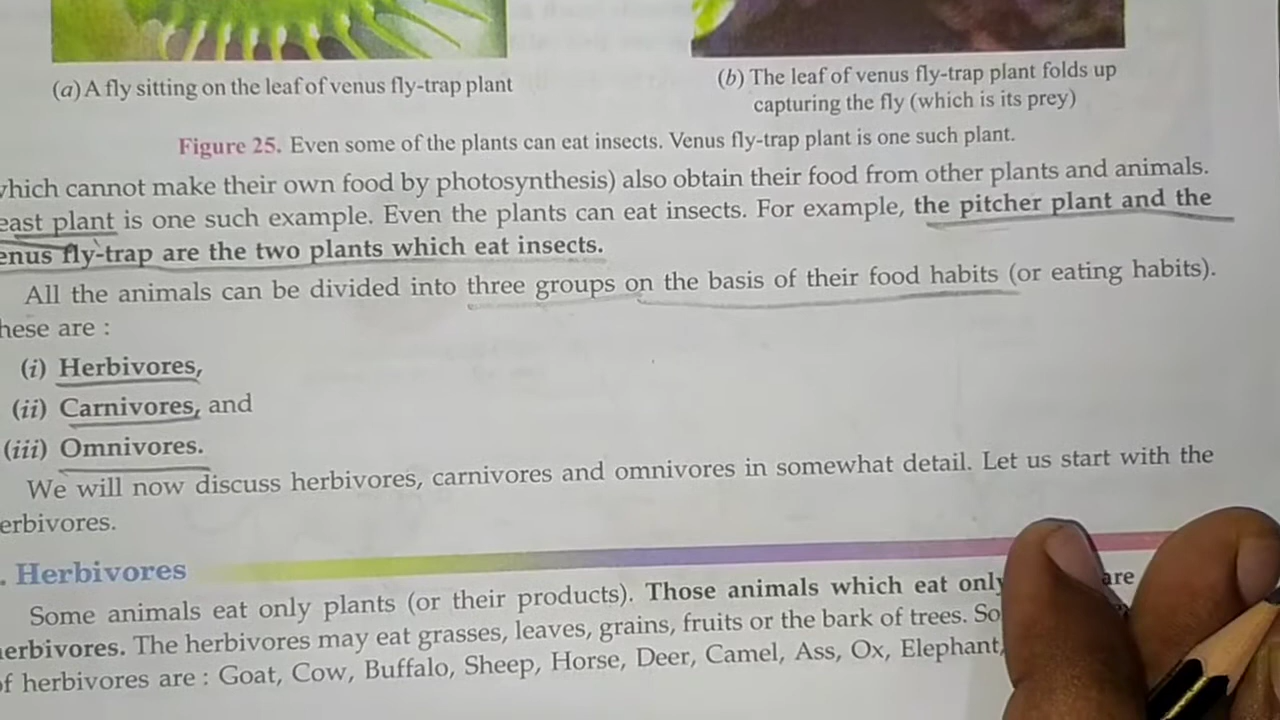 (a) A fly sitting on the leaf of venus fly-trap plant
(b) The leaf of venus fly-trap plant folds up
capturing the fly (which is its prey)
Figure 25. Even some of the plants can eat insects. Venus fly-trap plant is one such plant.
which cannot make their own food by photosynthesis) also obtain their food from other plants and animals.
east plant is one such example. Even the plants can eat insects. For example, the pitcher plant and the
enus fly-trap are the two plants which eat insects.
All the animals can be divided into three groups on the basis of their food habits (or eating habits).
hese are :
(i) Herbivores,
(ii) Carnivores, and
(iii) Omnivores.
We will now discuss herbivores, carnivores and omnivores in somewhat detail. Let us start with the
erbivores.
. Herbivores
Some animals eat only plants (or their products). Those animals which eat only are
erbivores. The herbivores may eat grasses, leaves, grains, fruits or the bark of trees. So
of herbivores are : Goat, Cow, Buffalo, Sheep, Horse, Deer, Camel, Ass, Ox, Elephant,